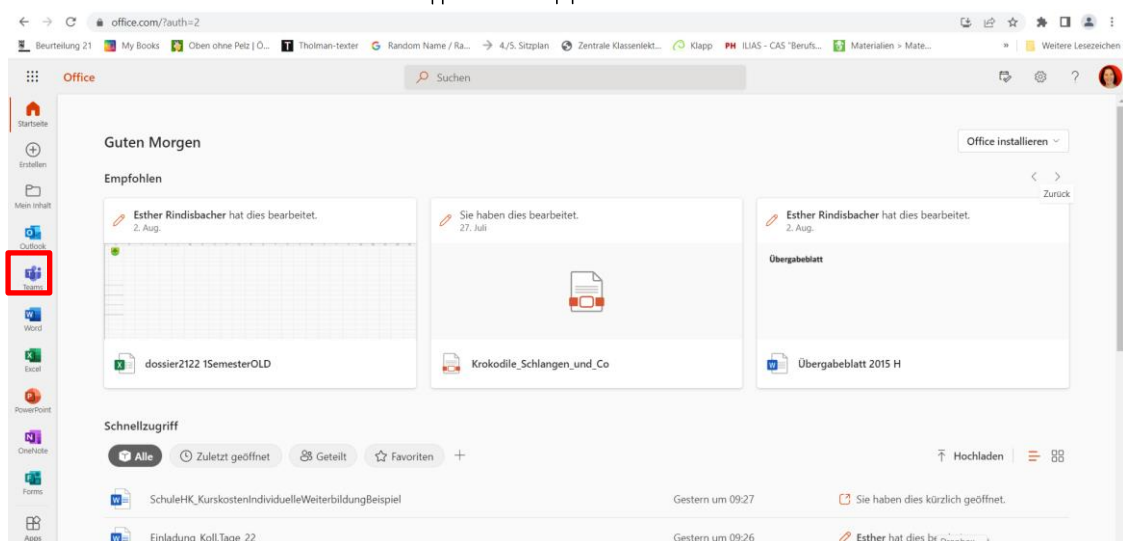 office.com/?auth=2
Beurteilung 21 My Books Oben ohne Pelz | O... Tholman-texter Random Name / Ra... 4./5. Sitzplan Zentrale Klassenlekt... Klapp PH ILIAS - CAS "Berufs... Materialien > Mate... » Weitere Lesezeichen
Office Suchen ?
Startseite
Erstellen
Mein Inhalt
Outlook
Teams
Word
Excel
PowerPoint
OneNote
Forms
Apps
Guten Morgen Office installieren
Empfohlen
Zurück
Esther Rindisbacher hat dies bearbeitet.
2. Aug.
dossier2122 1SemesterOLD
Sie haben dies bearbeitet.
27. Juli
Krokodile_Schlangen_und_Co
Esther Rindisbacher hat dies bearbeitet.
2. Aug.
Übergabeblatt
Übergabeblatt 2015 H
Schnellzugriff
Alle Zuletzt geöffnet Geteilt Favoriten + Hochladen
SchuleHK_KurskostenIndividuelleWeiterbildungBeispiel Gestern um 09:27 Sie haben dies kürzlich geöffnet.
Einladung_Koll.Tage_22 Gestern um 09:26 Esther hat dies